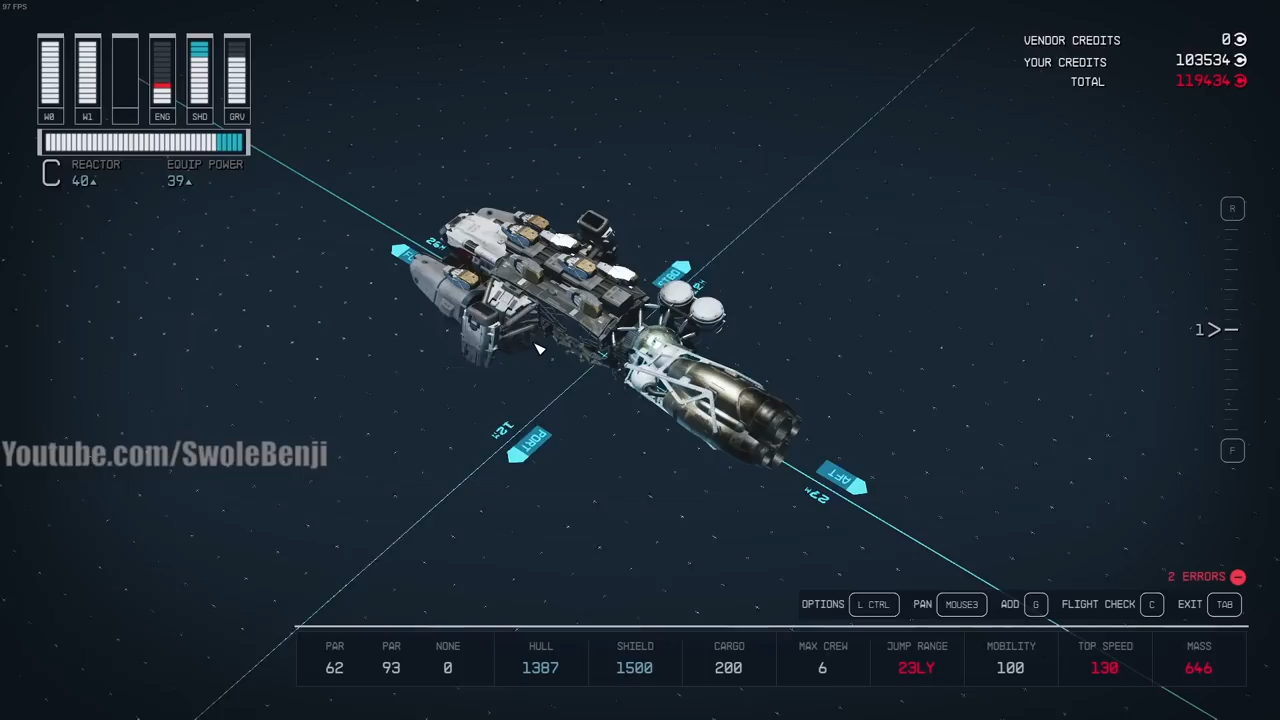 97 FPS
W0 W1 ENG SHD GRV
C REACTOR EQUIP POWER
40 39
VENDOR CREDITS 0
YOUR CREDITS 103534
TOTAL 119434
R
1
F
26M
12M
PORT
AFT
27M
Youtube.com/SwoleBenji
2 ERRORS
OPTIONS L CTRL PAN MOUSE3 ADD G FLIGHT CHECK C EXIT TAB
PAR PAR NONE HULL SHIELD CARGO MAX CREW JUMP RANGE MOBILITY TOP SPEED MASS
62 93 0 1387 1500 200 6 23LY 100 130 646